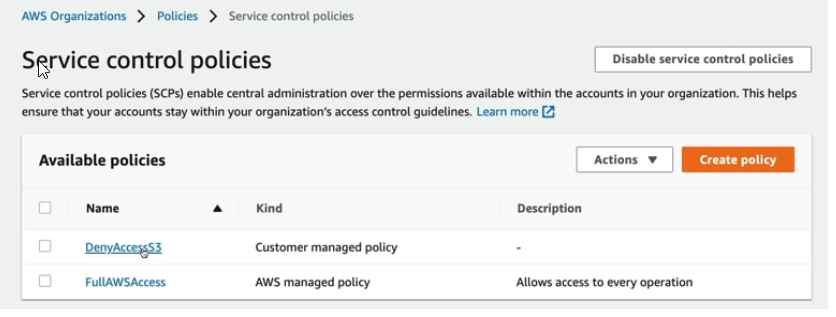 AWS Organizations > Policies > Service control policies
Service control policies
Disable service control policies
Service control policies (SCPs) enable central administration over the permissions available within the accounts in your organization. This helps
ensure that your accounts stay within your organization's access control guidelines. Learn more
Available policies
Actions
Create policy
Name Kind Description
DenyAccessS3 Customer managed policy -
FullAWSAccess AWS managed policy Allows access to every operation